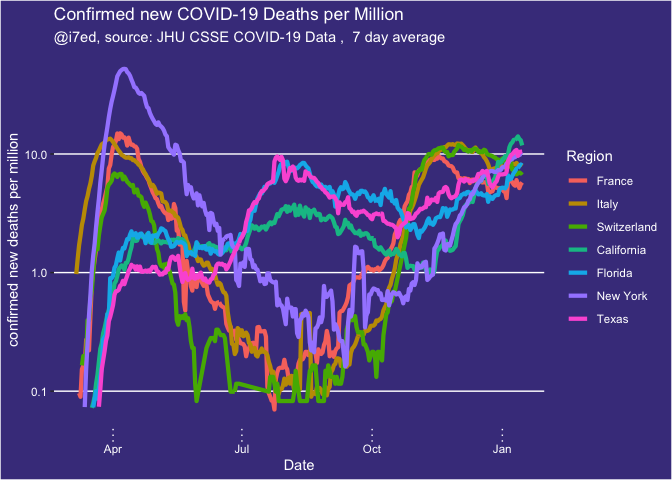 Confirmed new COVID-19 Deaths per Million
@i7ed, source: JHU CSSE COVID-19 Data ,  7 day average
confirmed new deaths per million
10.0
1.0
0.1
Apr
Jul
Oct
Jan
Date
Region
France
Italy
Switzerland
California
Florida
New York
Texas